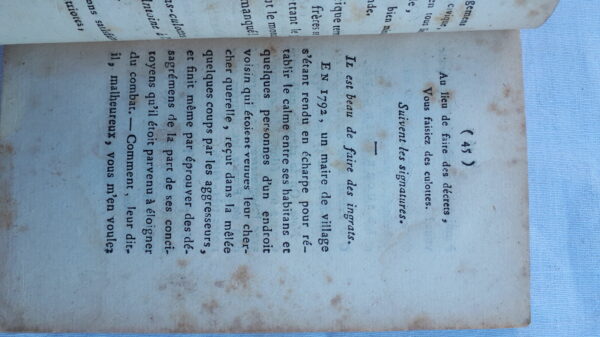 ( 45 )
Au lieu de faire des décrets,
Vous faisiez des culottes.
Suivent les signatures.
Il est beau de faire des ingrats.
EN 1792, un maire de village
s'étant rendu en écharpe pour ré-
tablir le calme entre ses habitans et
quelques personnes d'un endroit
voisin qui étoient venues leur cher-
cher querelle, reçut dans la mêlée
quelques coups par les aggresseurs,
et finit même par éprouver des dé-
sagrémens de la part de ses conci-
toyens qu'il étoit parvenu à éloigner
du combat. — Comment, leur dit-
il, malheureux, vous m'en voulez